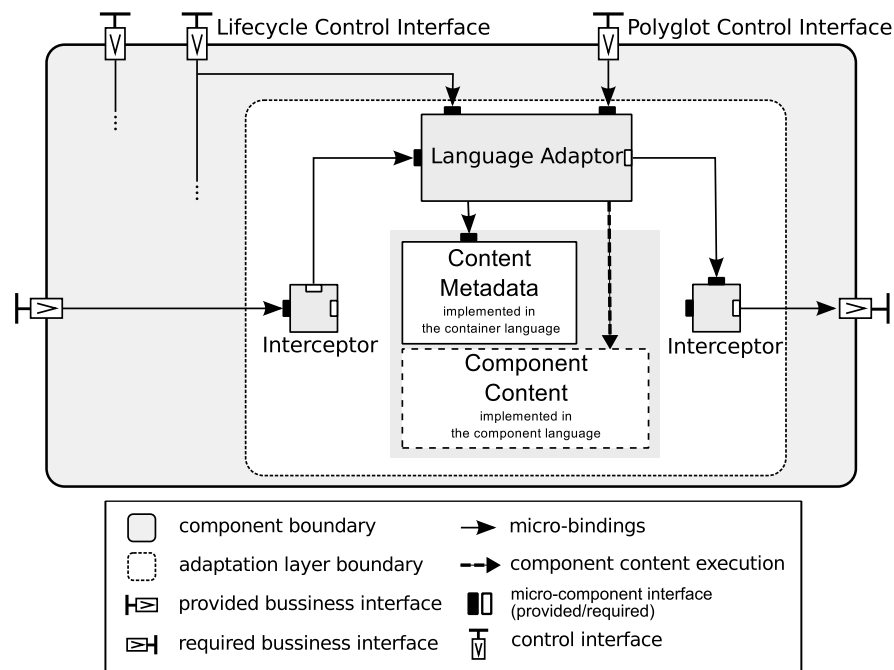 Lifecycle Control Interface
Polyglot Control Interface
Language Adaptor
Content
Metadata
implemented in
the container language
Interceptor
Interceptor
Component
Content
implemented in
the component language
component boundary
micro-bindings
adaptation layer boundary
component content execution
provided bussiness interface
micro-component interface
(provided/required)
required bussiness interface
control interface